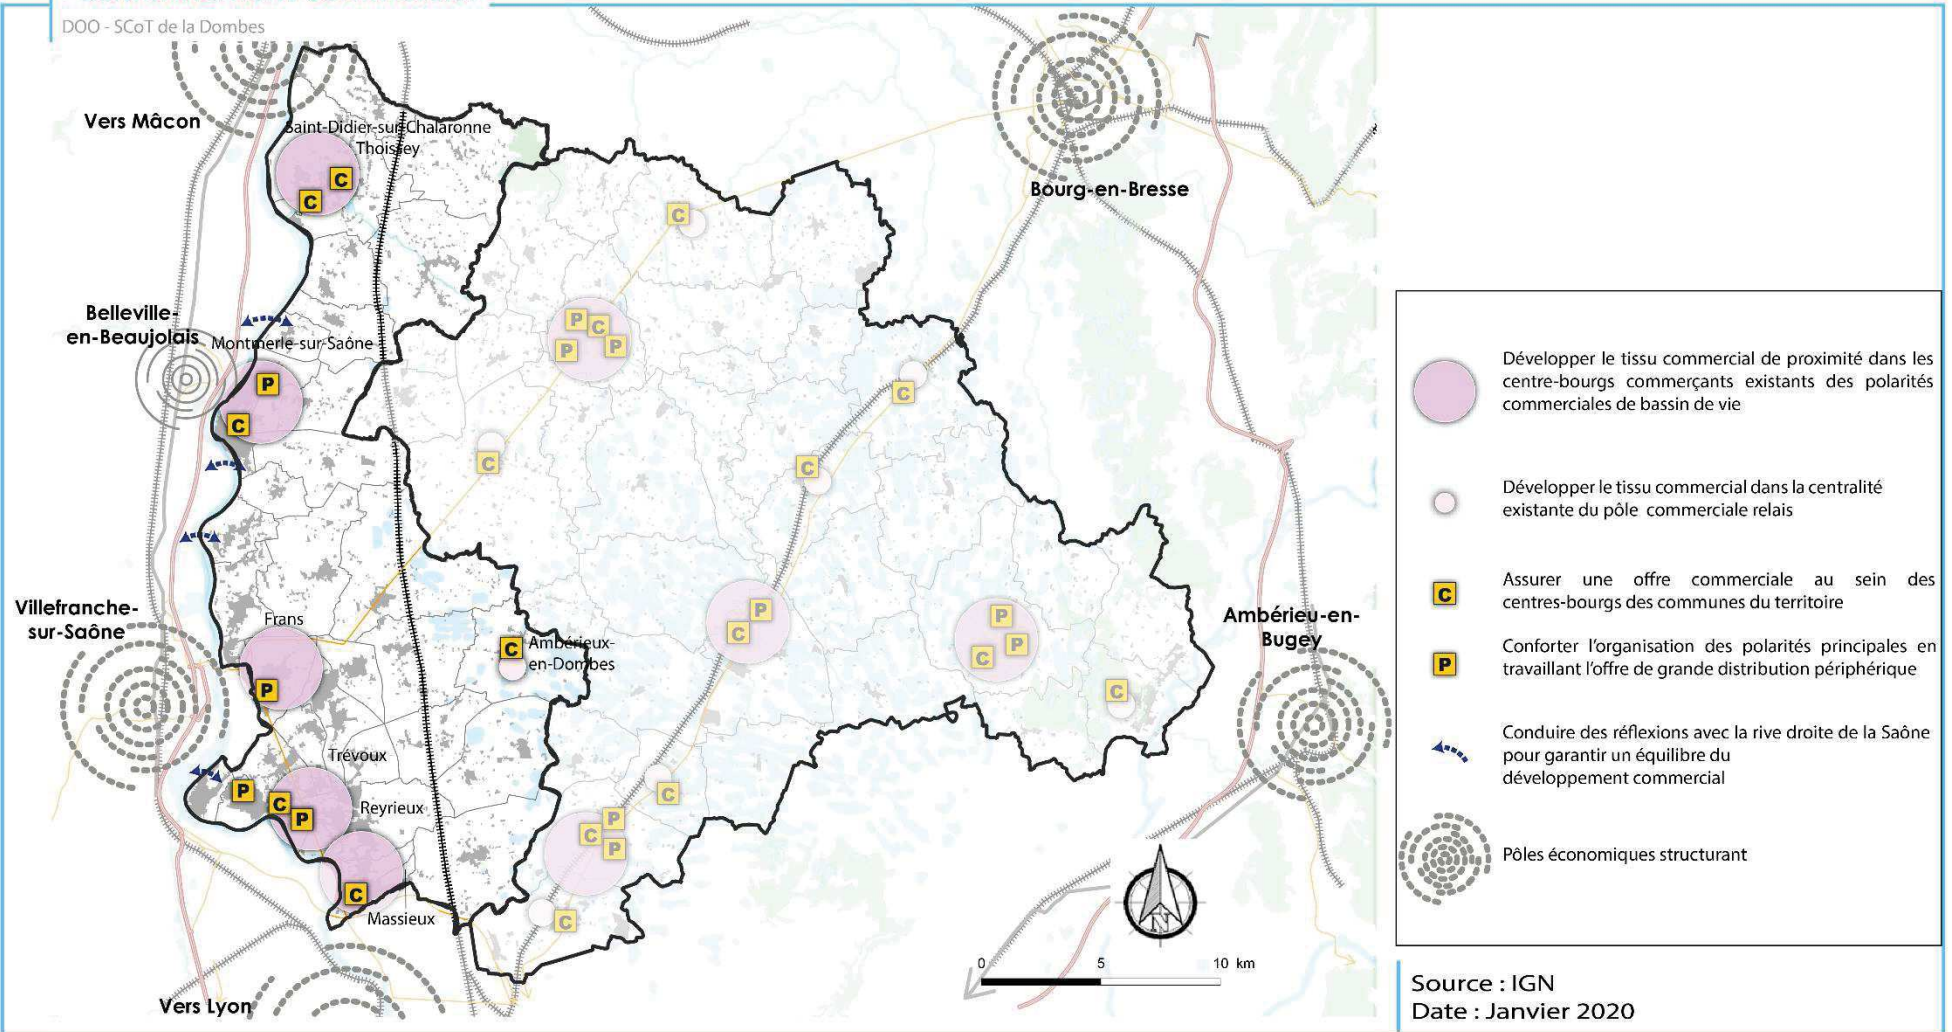 DOO - SCoT de la Dombes
Vers Mâcon
Saint-Didier-sur-Chalaronne
Thoissey
C
C
Bourg-en-Bresse
C
Belleville-
en-Beaujolais
Montmerle-sur-Saône
P
C
P
P
P
C
C
C
C
Villefranche-
sur-Saône
Frans
P
C
Ambérieux-
en-Dombes
P
C
P
P
C
Ambérieu-en-
Bugey
C
Trévoux
P
C
P
Reyrieux
C
P
C
P
C
Massieux
C
Vers Lyon
N
0 5 10 km
Développer le tissu commercial de proximité dans les
centre-bourgs commerçants existants des polarités
commerciales de bassin de vie
Développer le tissu commercial dans la centralité
existante du pôle commerciale relais
C
Assurer une offre commerciale au sein des
centres-bourgs des communes du territoire
P
Conforter l'organisation des polarités principales en
travaillant l'offre de grande distribution périphérique
Conduire des réflexions avec la rive droite de la Saône
pour garantir un équilibre du
développement commercial
Pôles économiques structurant
Source : IGN
Date : Janvier 2020